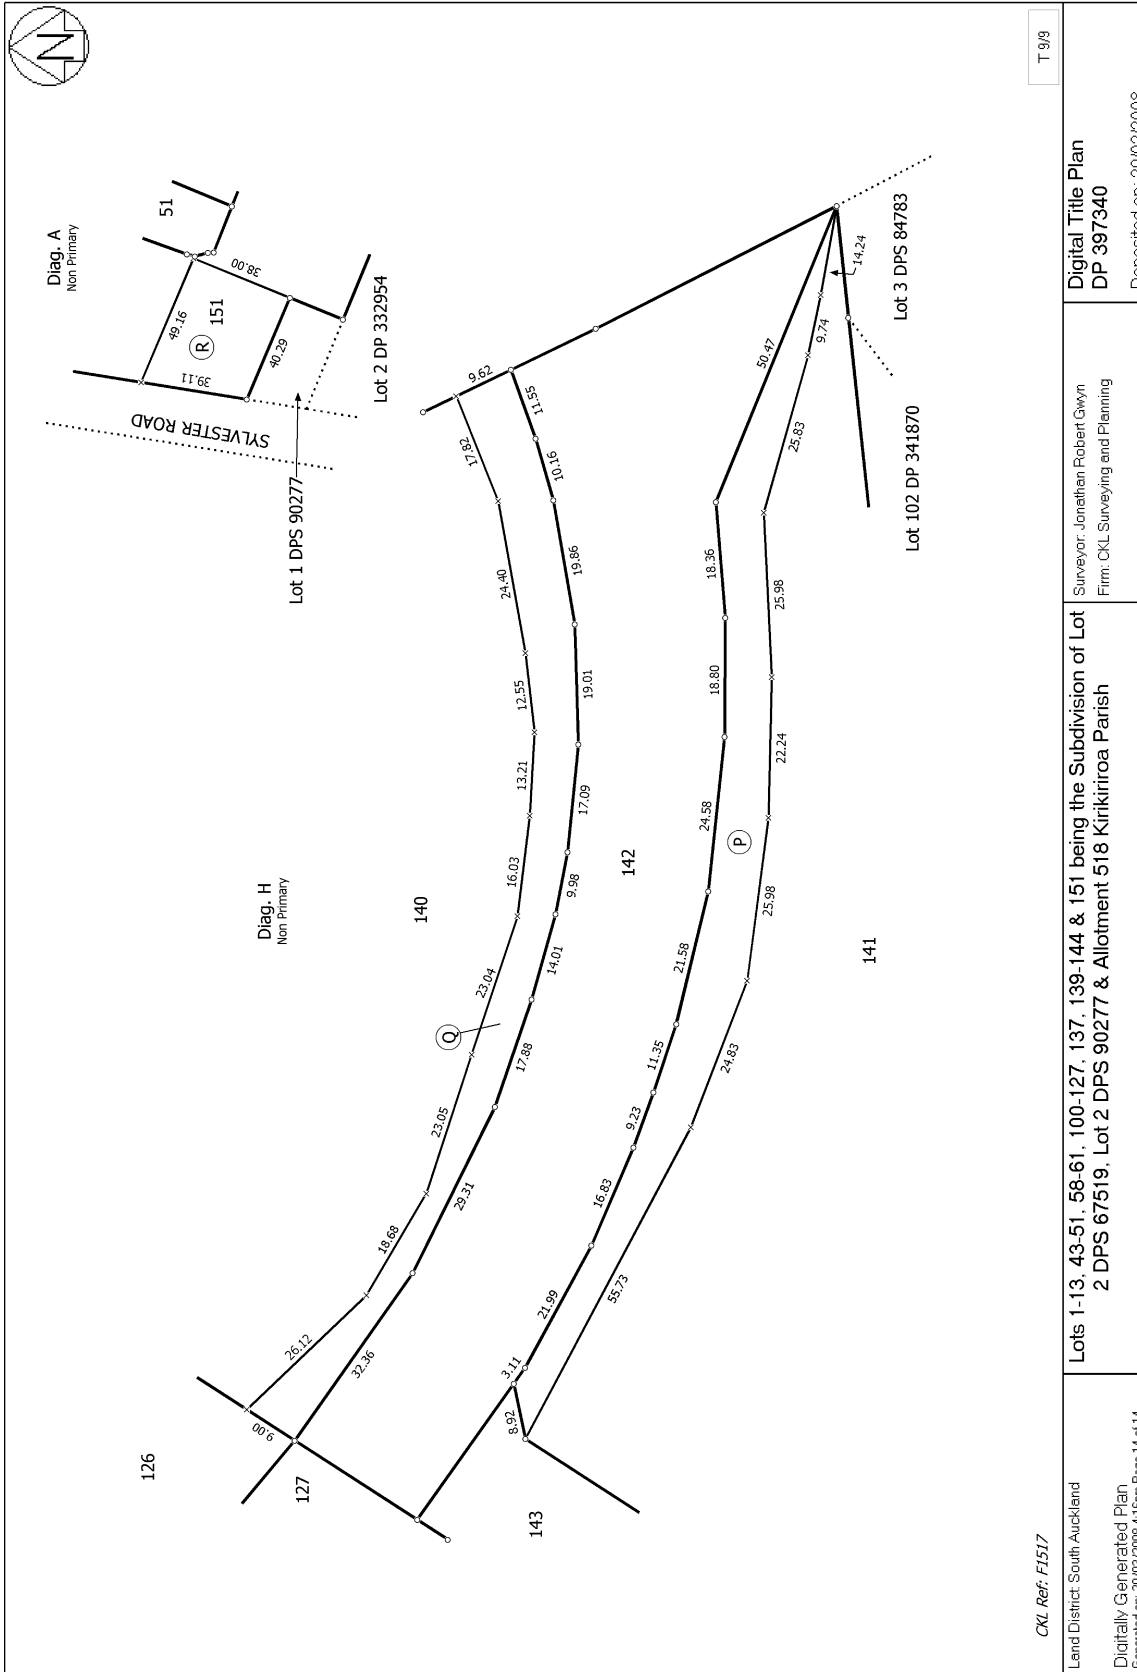 N
Diag. A
Non Primary
51
38.00
49.16
151
R
39.11
40.29
SYLVESTER ROAD
Lot 2 DP 332954
Lot 1 DPS 90277
Diag. H
Non Primary
9.62
17.82
11.55
10.16
24.40
19.86
12.55
19.01
13.21
17.09
16.03
9.98
23.04
14.01
Q
17.88
23.05
29.31
18.68
26.12
32.36
9.00
140
142
126
127
143
141
50.47
14.24
9.74
25.83
18.36
25.98
18.80
22.24
24.58
P
25.98
21.58
11.35
24.83
9.23
16.83
55.73
21.99
3.11
8.92
Lot 3 DPS 84783
Lot 102 DP 341870
T 9/9
CKL Ref: F1517
Land District: South Auckland
Digitally Generated Plan
Lots 1-13, 43-51, 58-61, 100-127, 137, 139-144 & 151 being the Subdivision of Lot
2 DPS 67519, Lot 2 DPS 90277 & Allotment 518 Kirikiriroa Parish
Surveyor: Jonathan Robert Gwyn
Firm: CKL Surveying and Planning
Digital Title Plan
DP 397340